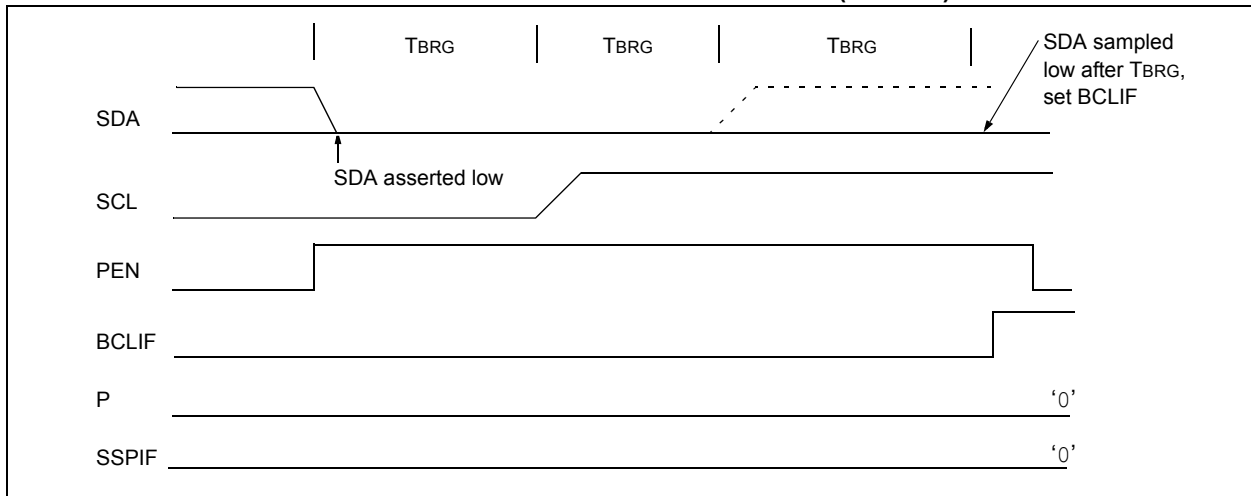 TBRG TBRG TBRG
SDA sampled
low after TBRG,
set BCLIF
SDA
SDA asserted low
SCL
PEN
BCLIF
P
‘0’
SSPIF
‘0’